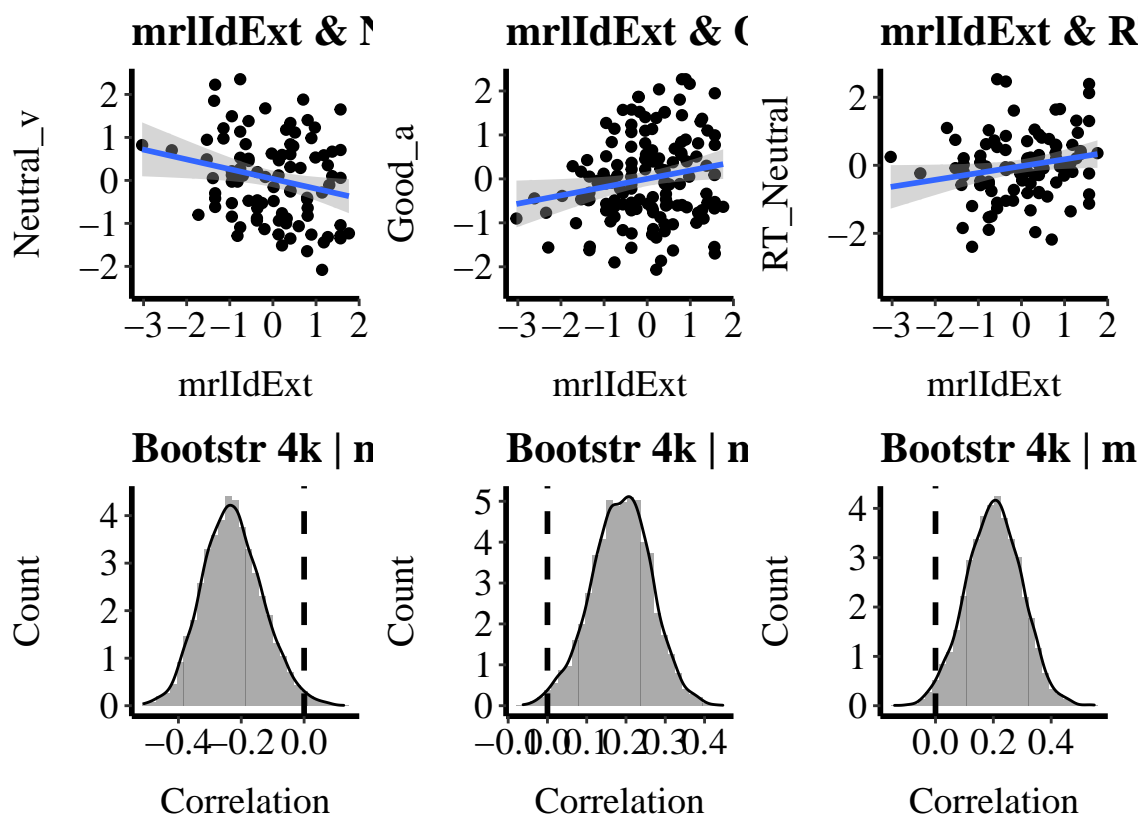 mrlIdExt & N
mrlIdExt & G
mrlIdExt & R
Neutral_v
2
1
0
−1
−2
−3 −2 −1 0 1 2
mrlIdExt
Good_a
2
1
0
−1
−2
−3 −2 −1 0 1 2
mrlIdExt
RT_Neutral
2
0
−2
−3 −2 −1 0 1 2
mrlIdExt
Bootstr 4k | m
Bootstr 4k | m
Bootstr 4k | m
Count
4
3
2
1
0
−0.4 −0.2 0.0
Correlation
Count
5
4
3
2
1
0
0.0 0.1 0.2 0.3 0.4
Correlation
Count
4
3
2
1
0
0.0 0.2 0.4
Correlation